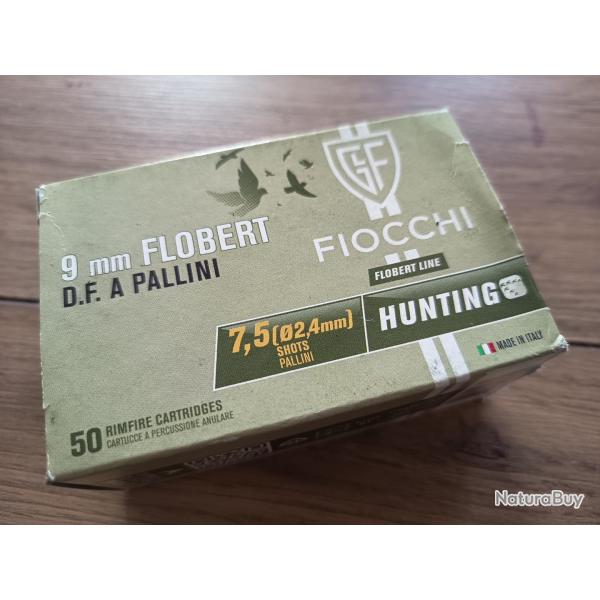 9 mm FLOBERT
D.F. A PALLINI
GFL
FIOCCHI
FLOBERT LINE
7,5(ø2,4mm)
SHOTS
PALLINI
HUNTING
MADE IN ITALY
50 RIMFIRE CARTRIDGES
CARTUCCE A PERCUSSIONE ANULARE
NaturaBuy